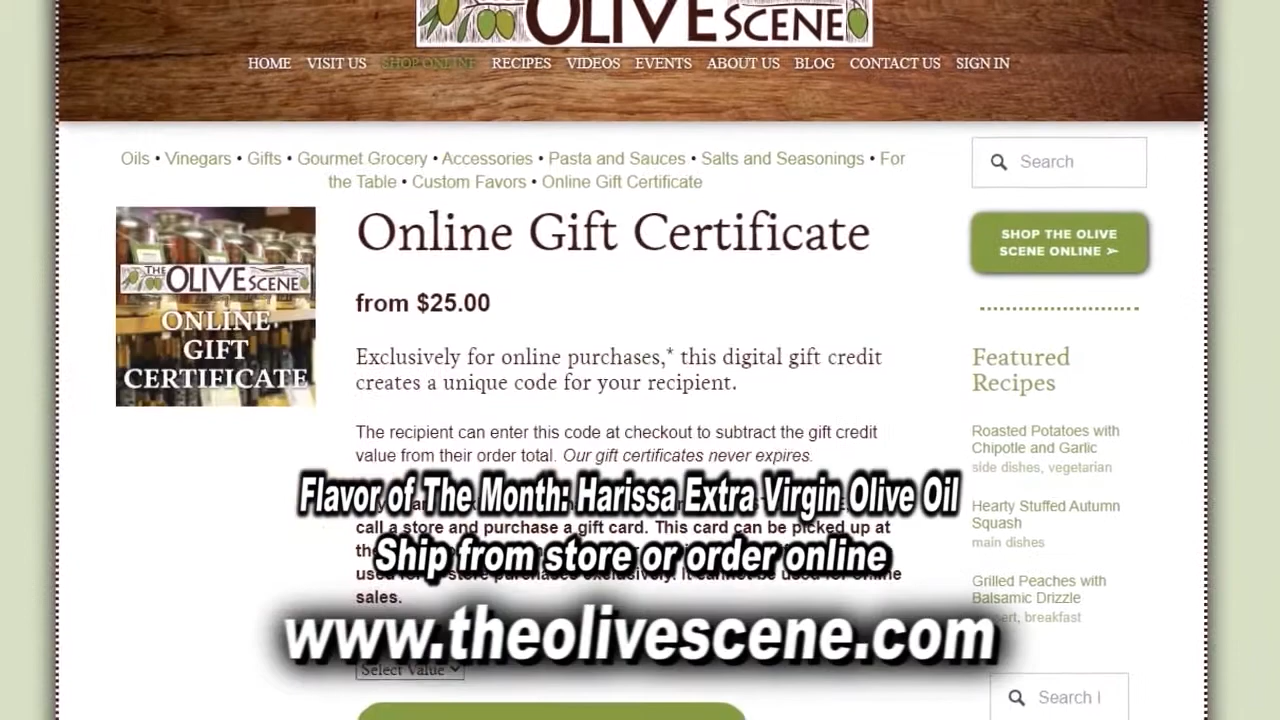 OLIVE SCENE
HOME VISIT US SHOP ONLINE RECIPES VIDEOS EVENTS ABOUT US BLOG CONTACT US SIGN IN
Oils • Vinegars • Gifts • Gourmet Grocery • Accessories • Pasta and Sauces • Salts and Seasonings • For
the Table • Custom Favors • Online Gift Certificate
Search
SHOP THE OLIVE
SCENE ONLINE ➣
THE OLIVE SCENE
ONLINE
GIFT
CERTIFICATE
Online Gift Certificate
from $25.00
Exclusively for online purchases,* this digital gift credit
creates a unique code for your recipient.
The recipient can enter this code at checkout to subtract the gift credit
value from their order total. Our gift certificates never expires.
Flavor of The Month: Harissa Extra Virgin Olive Oil
call a store and purchase a gift card. This card can be picked up at
Ship from store or order online
sales.
www.theolivescene.com
Select Value
Featured
Recipes
Roasted Potatoes with
Chipotle and Garlic
side dishes, vegetarian
Hearty Stuffed Autumn
Squash
main dishes
Grilled Peaches with
Balsamic Drizzle
breakfast
Search